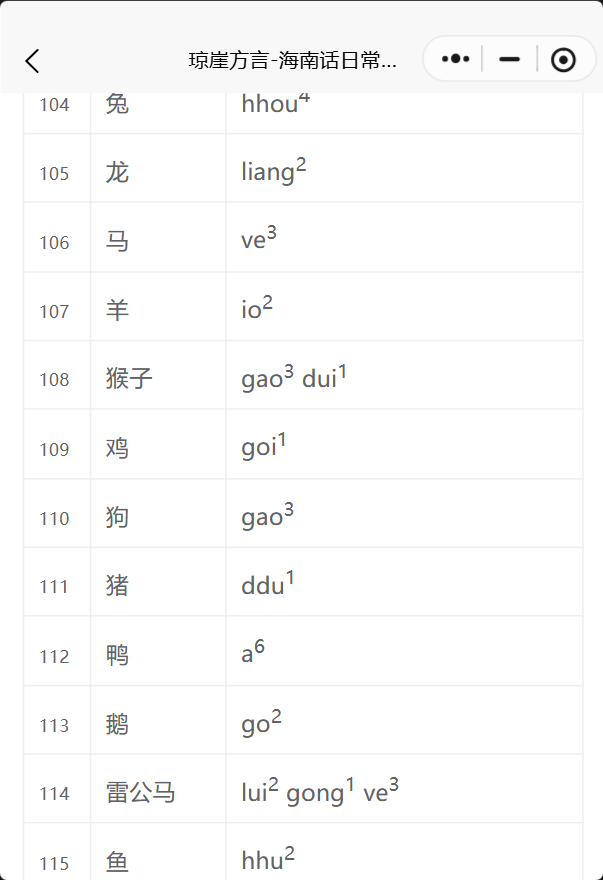 琼崖方言-海南话日常...
104 兔 hhou⁴
105 龙 liang²
106 马 ve³
107 羊 io²
108 猴子 gao³ dui¹
109 鸡 goi¹
110 狗 gao³
111 猪 ddu¹
112 鸭 a⁶
113 鹅 go²
114 雷公马 lui² gong¹ ve³
115 鱼 hhu²